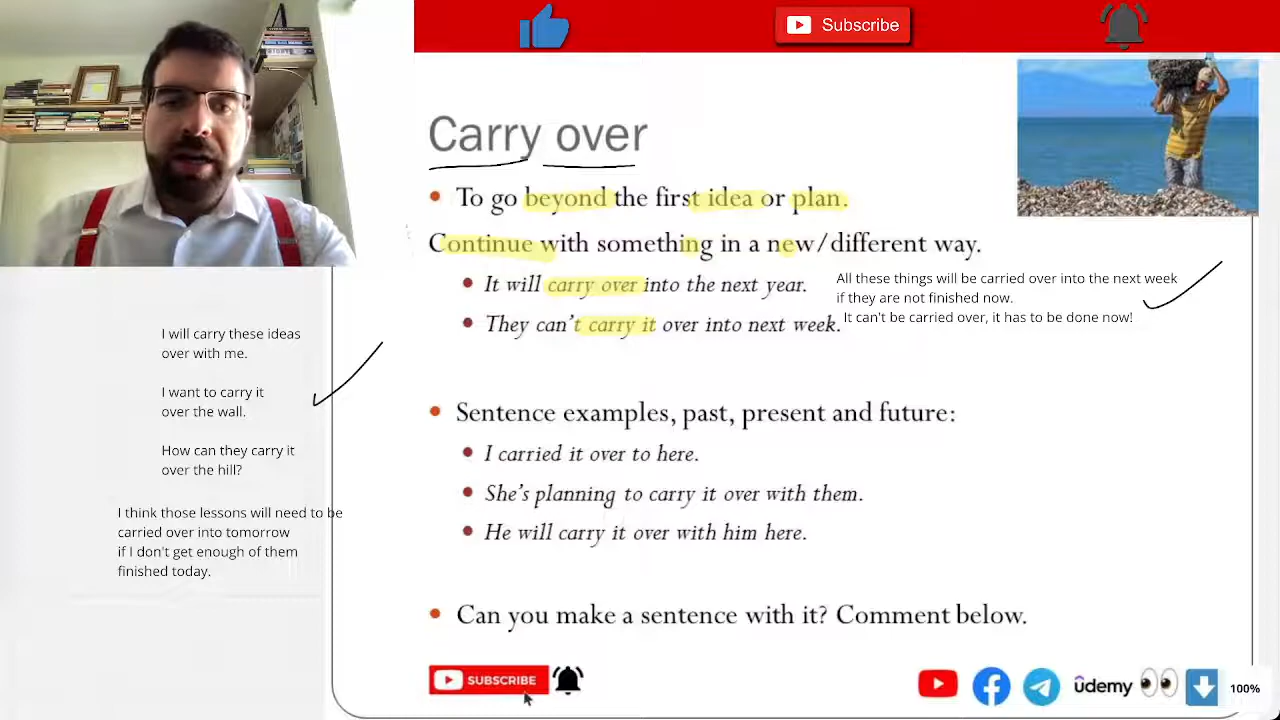 Subscribe
Carry over
To go beyond the first idea or plan.
Continue with something in a new/different way.
It will carry over into the next year.
They can't carry it over into next week.
All these things will be carried over into the next week
if they are not finished now.
It can't be carried over, it has to be done now!
I will carry these ideas
over with me.
I want to carry it
over the wall.
How can they carry it
over the hill?
I think those lessons will need to be
carried over into tomorrow
if I don't get enough of them
finished today.
Sentence examples, past, present and future:
I carried it over to here.
She's planning to carry it over with them.
He will carry it over with him here.
Can you make a sentence with it? Comment below.
SUBSCRIBE
ûdemy
100%